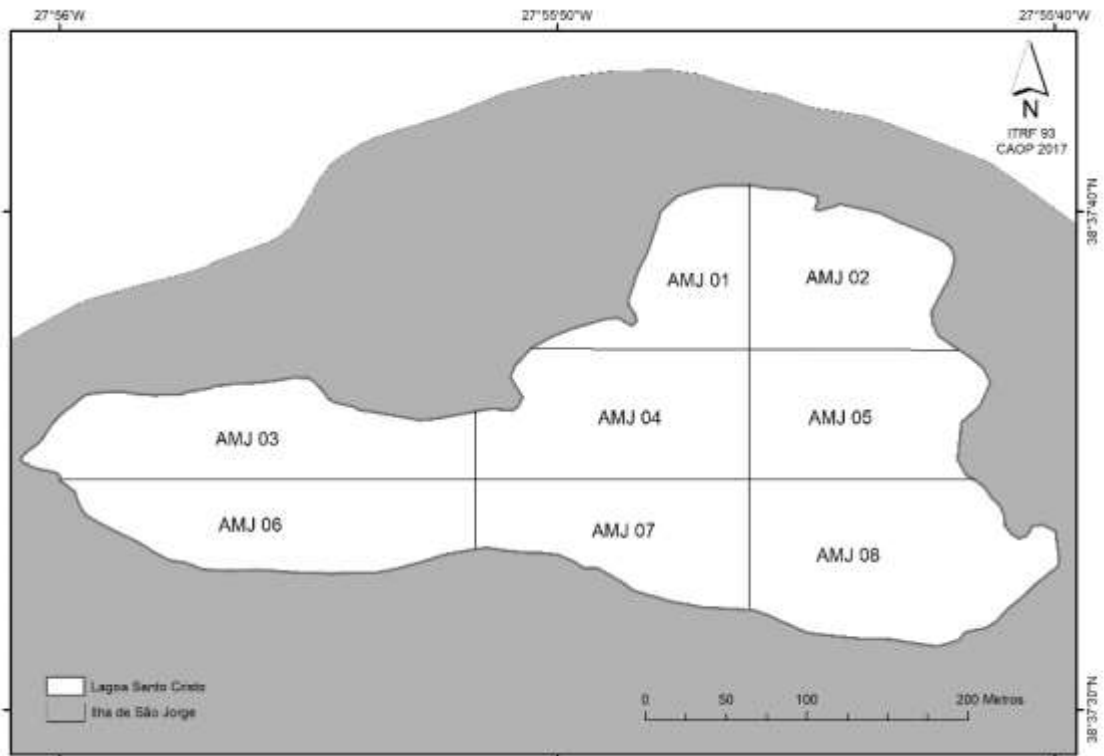 27°56'W 27°55'50"W 27°55'40"W
N
ITRF 93
CAOP 2017
38°37'40"N
AMJ 01 AMJ 02
AMJ 04 AMJ 05
AMJ 03
AMJ 06 AMJ 07
AMJ 08
Lagoa Santo Cristo
Ilha de São Jorge
0 50 100 200 Metros
38°37'30"N